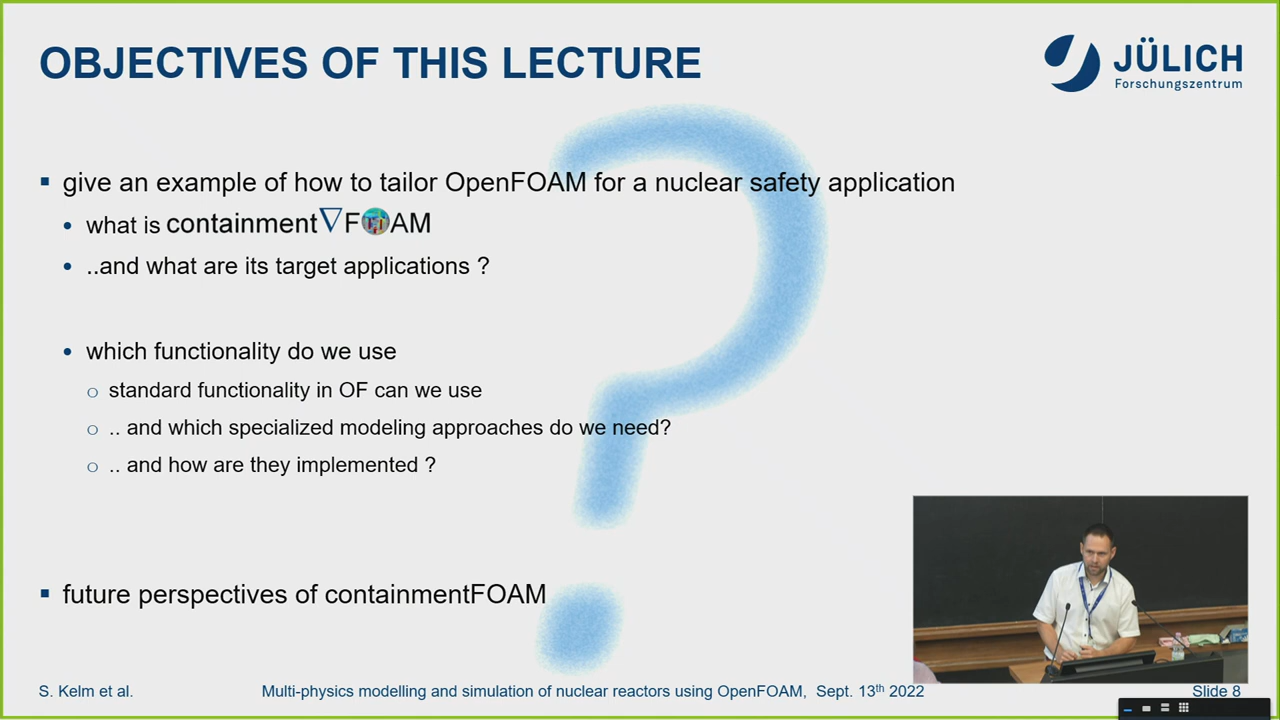 OBJECTIVES OF THIS LECTURE
JÜLICH
Forschungszentrum
▪ give an example of how to tailor OpenFOAM for a nuclear safety application
• what is containment∇FOAM
• ..and what are its target applications ?
• which functionality do we use
o standard functionality in OF can we use
o .. and which specialized modeling approaches do we need?
o .. and how are they implemented ?
▪ future perspectives of containmentFOAM
S. Kelm et al.
Multi-physics modelling and simulation of nuclear reactors using OpenFOAM, Sept. 13th 2022
Slide 8